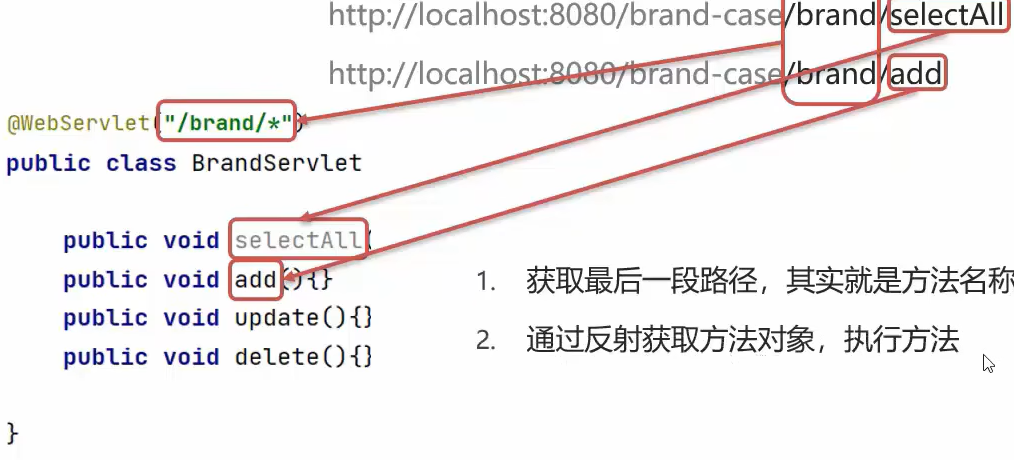 http://localhost:8080/brand-case/brand/selectAll
http://localhost:8080/brand-case/brand/add
@WebServlet("/brand/*")
public class BrandServlet
public void selectAll(
public void add(){}
public void update(){}
public void delete(){}
}
1. 获取最后一段路径，其实就是方法名称
2. 通过反射获取方法对象，执行方法